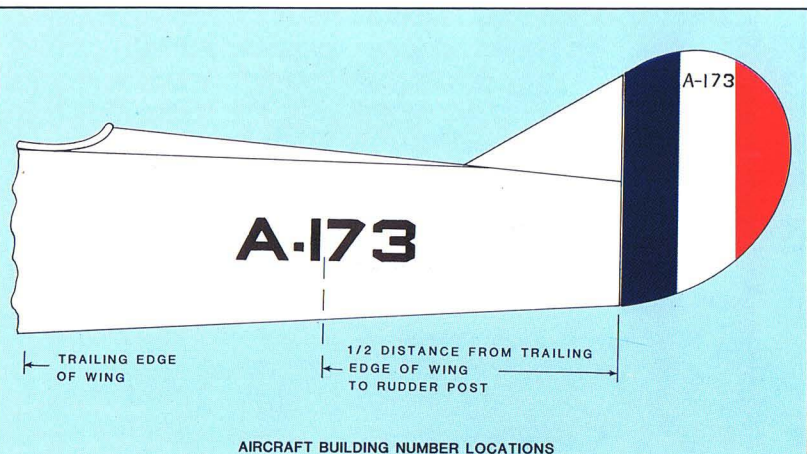 A-173
A-173
TRAILING EDGE
OF WING
1/2 DISTANCE FROM TRAILING
EDGE OF WING
TO RUDDER POST
AIRCRAFT BUILDING NUMBER LOCATIONS